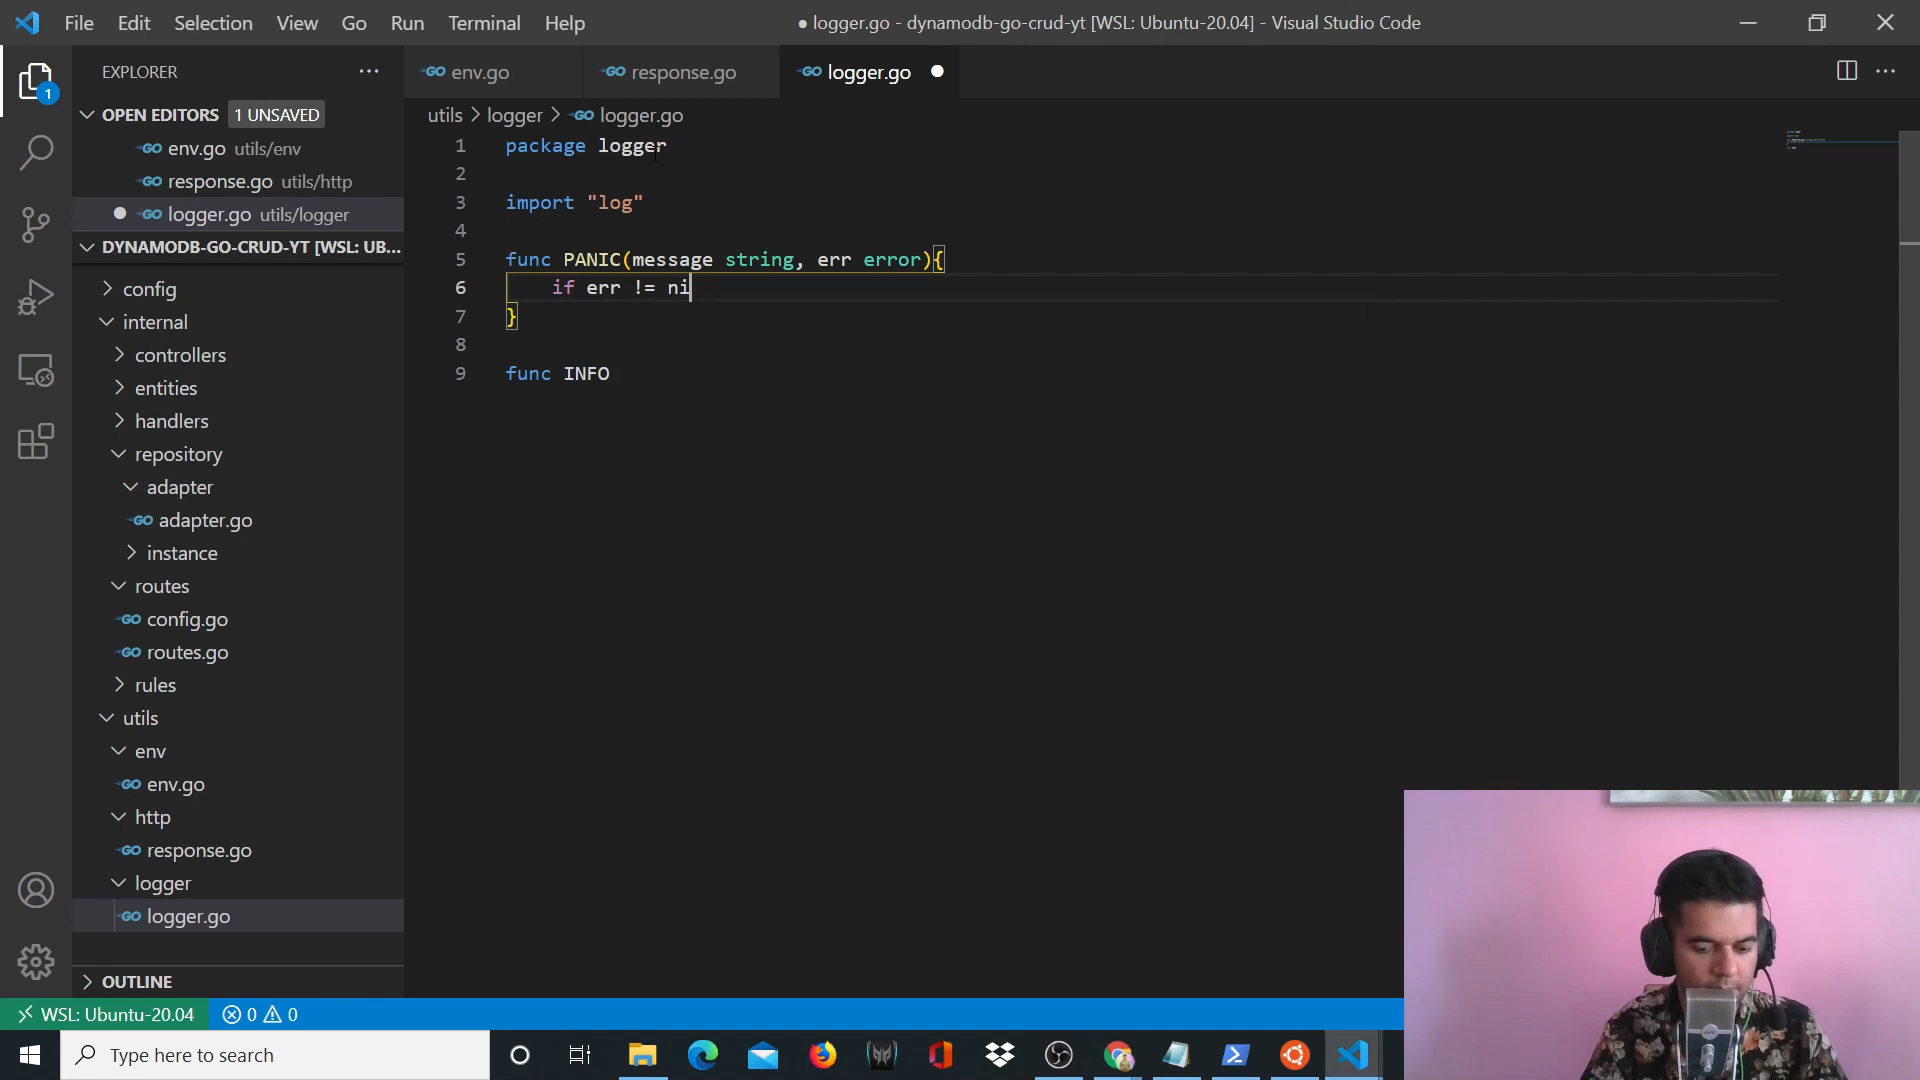 File Edit Selection View Go Run Terminal Help
● logger.go - dynamodb-go-crud-yt [WSL: Ubuntu-20.04] - Visual Studio Code
EXPLORER
OPEN EDITORS 1 UNSAVED
env.go utils/env
response.go utils/http
logger.go utils/logger
DYNAMODB-GO-CRUD-YT [WSL: UB...
config
internal
controllers
entities
handlers
repository
adapter
adapter.go
instance
routes
config.go
routes.go
rules
utils
env
env.go
http
response.go
logger
logger.go
OUTLINE
env.go response.go logger.go
utils > logger > logger.go
1 package logger
2
3 import "log"
4
5 func PANIC(message string, err error){
6 if err != ni
7 }
8
9 func INFO
1
WSL: Ubuntu-20.04 0 0
Type here to search